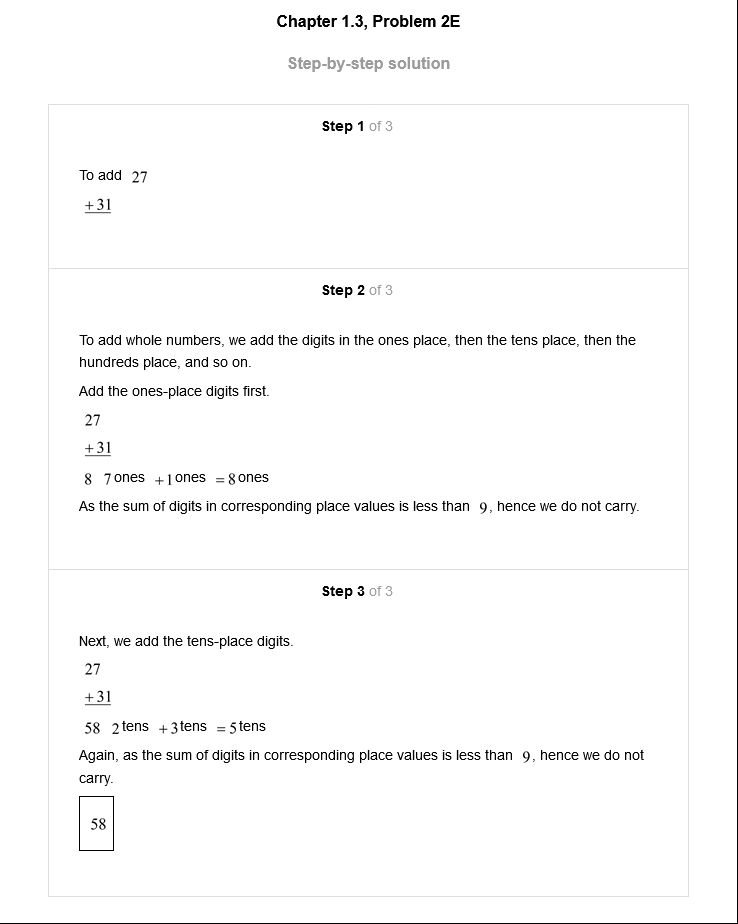 Chapter 1.3, Problem 2E
Step-by-step solution
Step 1 of 3
To add 27
+31
Step 2 of 3
To add whole numbers, we add the digits in the ones place, then the tens place, then the
hundreds place, and so on.
Add the ones-place digits first.
27
+31
8 7 ones +1 ones = 8 ones
As the sum of digits in corresponding place values is less than 9, hence we do not carry.
Step 3 of 3
Next, we add the tens-place digits.
27
+31
58 2 tens +3 tens = 5 tens
Again, as the sum of digits in corresponding place values is less than 9, hence we do not
carry.
58